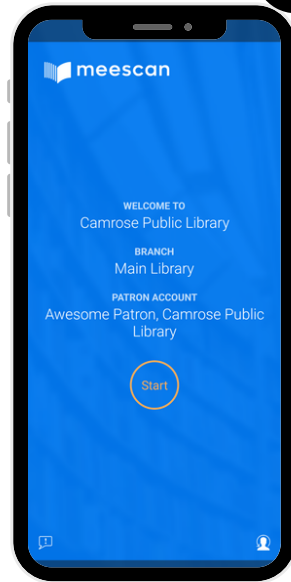 meescan
WELCOME TO
Camrose Public Library
BRANCH
Main Library
PATRON ACCOUNT
Awesome Patron, Camrose Public
Library
Start